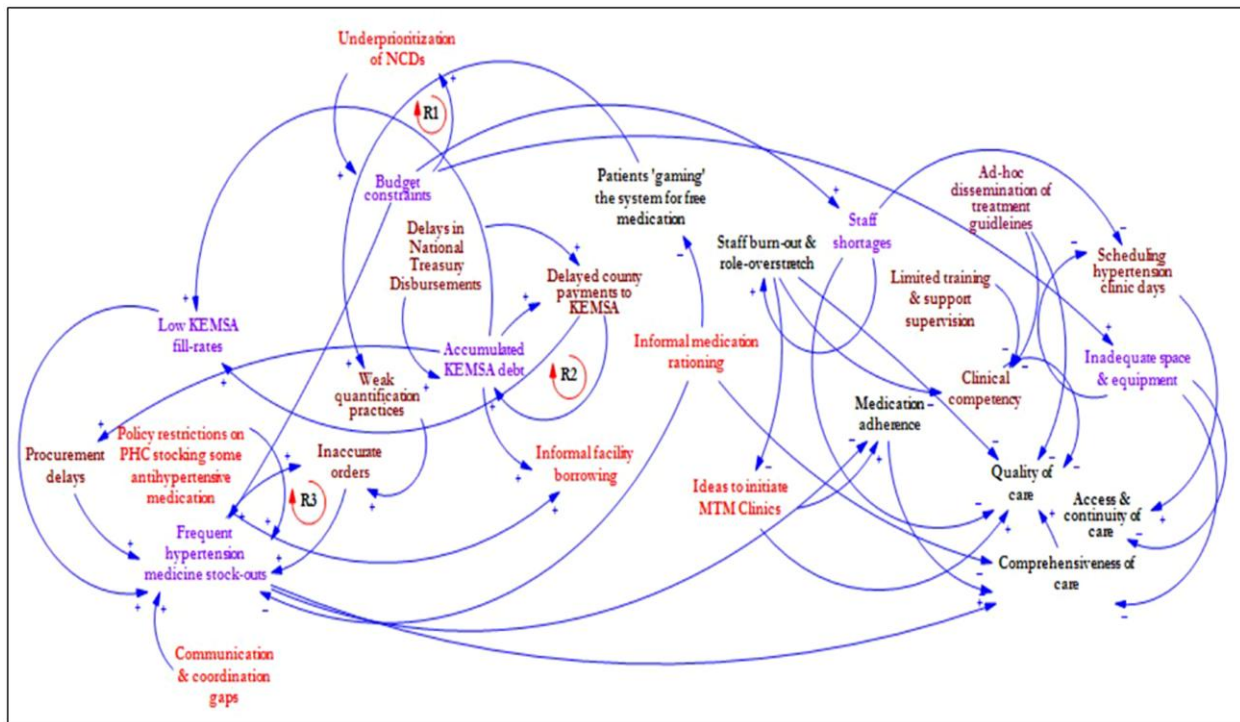 Underprioritization
of NCDs
R1
Budget
constraints
Patients 'gaming'
the system for free
medication
Ad-hoc
dissemination of
treatment
guidleines
Staff
shortages
Delays in
National
Treasury
Disbursements
Delayed county
payments to
KEMSA
Staff burn-out &
role-overstretch
Scheduling
hypertension
clinic days
Limited training
& support
supervision
Low KEMSA
fill-rates
Accumulated
KEMSA debt
R2
Informal medication
rationing
Inadequate space
& equipment
Weak
quantification
practices
Clinical
competency
Medication
adherence
Policy restrictions on
PHC stocking some
antihypertensive
medication
Procurement
delays
Inaccurate
orders
R3
Informal facility
borrowing
Ideas to initiate
MTM Clinics
Quality of
care
Access &
continuity of
care
Frequent
hypertension
medicine stock-outs
Comprehensiveness of
care
Communication
& coordination
gaps